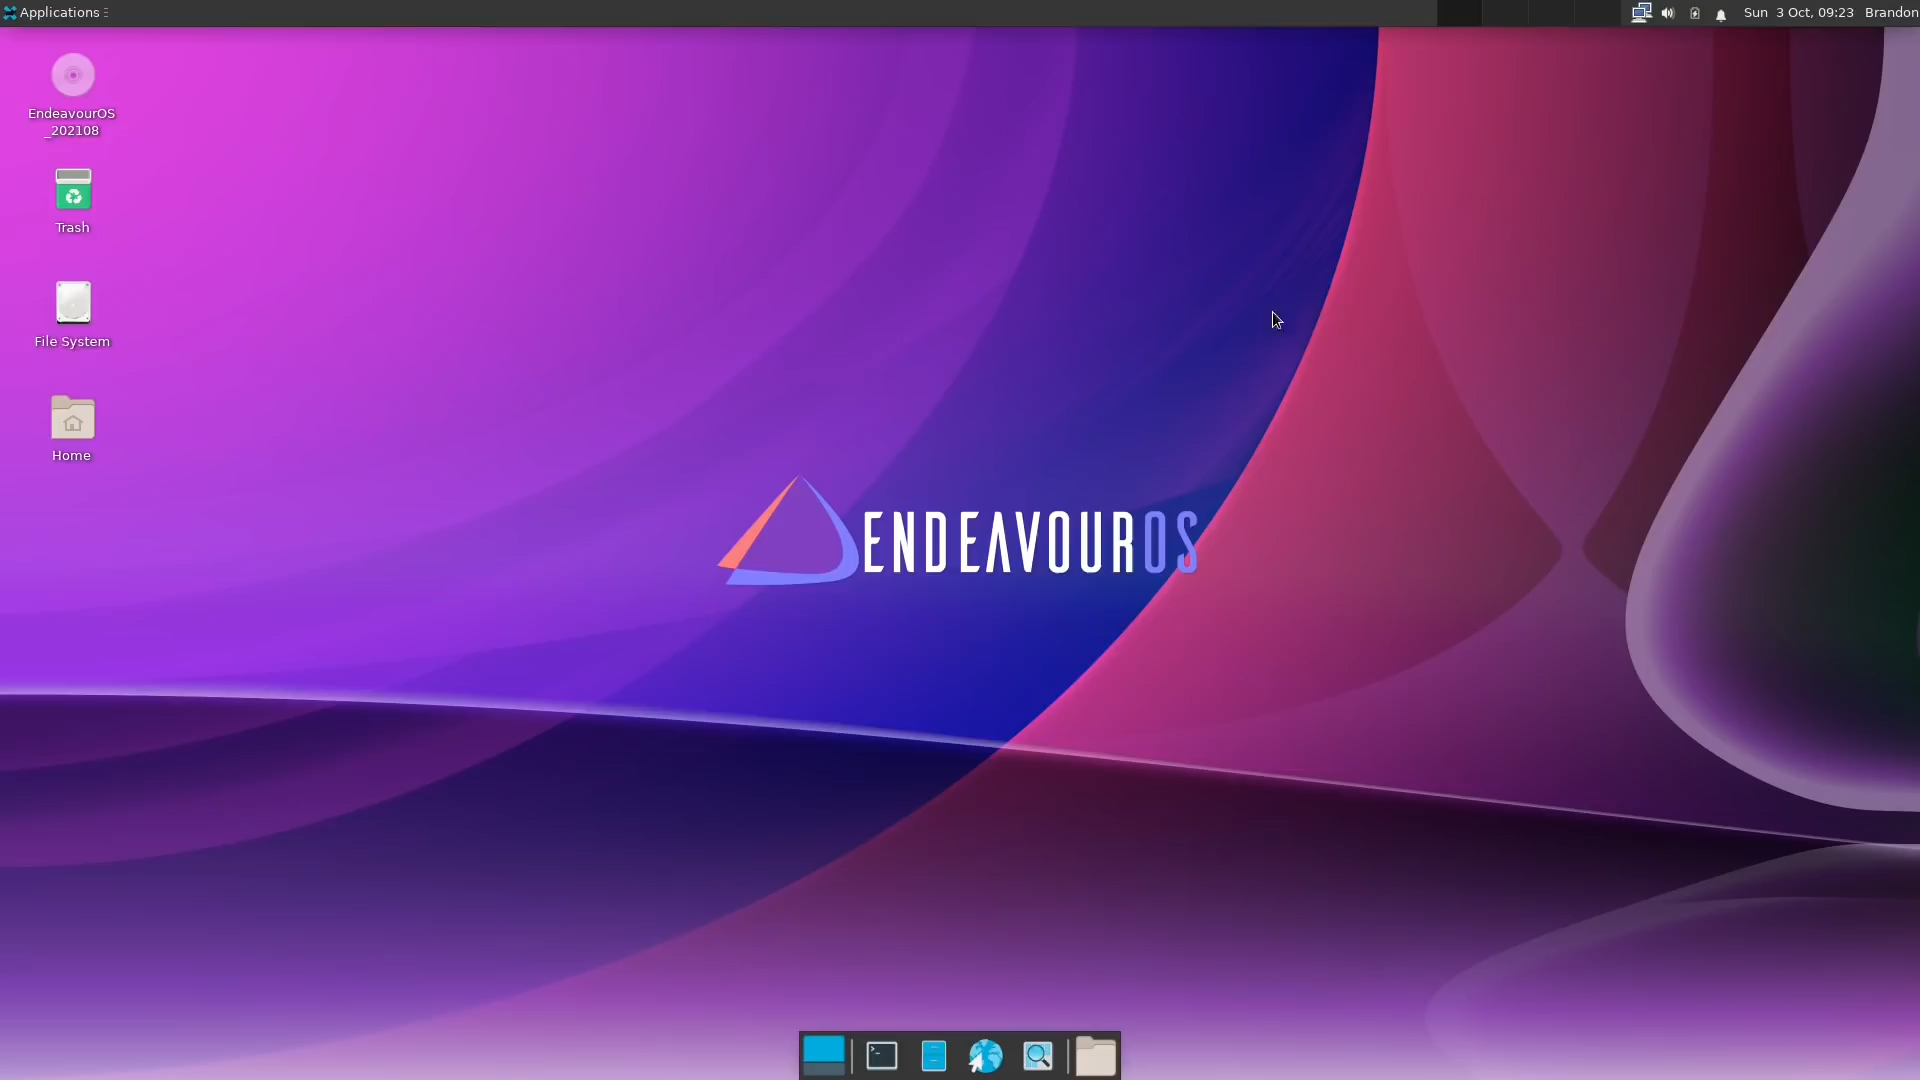 Applications
Sun 3 Oct, 09:23 Brandon
EndeavourOS
_202108
Trash
File System
Home
ENDEAVOUROS